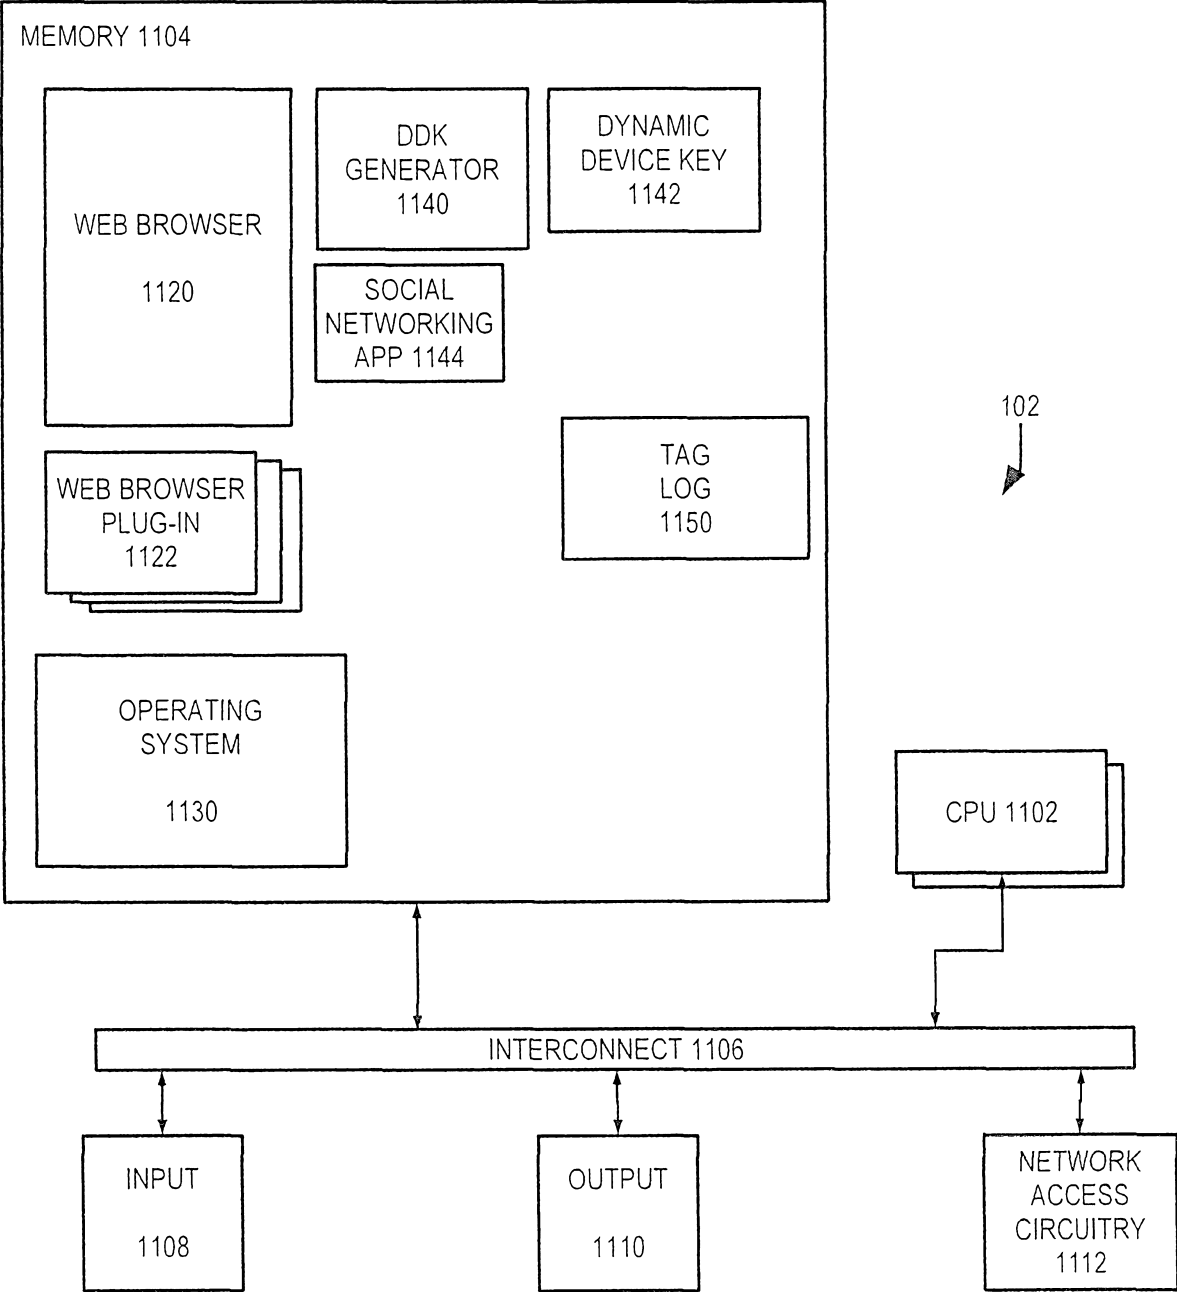 MEMORY 1104
WEB BROWSER
1120
DDK
GENERATOR
1140
DYNAMIC
DEVICE KEY
1142
SOCIAL
NETWORKING
APP 1144
102
TAG
LOG
1150
WEB BROWSER
PLUG-IN
1122
OPERATING
SYSTEM
1130
CPU 1102
INTERCONNECT 1106
INPUT
1108
OUTPUT
1110
NETWORK
ACCESS
CIRCUITRY
1112